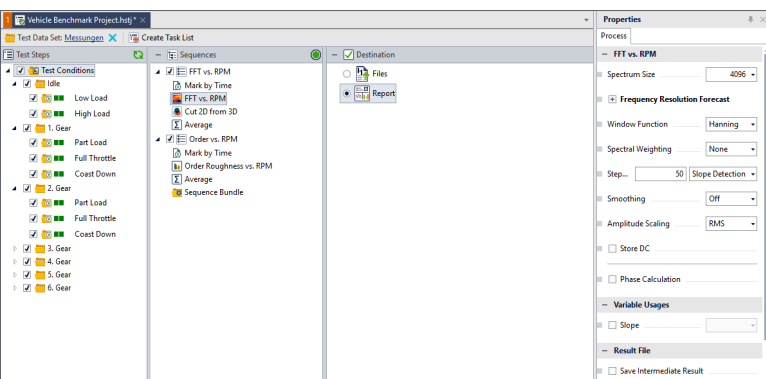 1 Vehicle Benchmark Project.hstj*
Test Data Set: Messungen Create Task List
Test Steps
Test Conditions
Idle
Low Load
High Load
1. Gear
Part Load
Full Throttle
Coast Down
2. Gear
Part Load
Full Throttle
Coast Down
3. Gear
4. Gear
5. Gear
6. Gear
Sequences
FFT vs. RPM
Mark by Time
FFT vs. RPM
Cut 2D from 3D
Average
Order vs. RPM
Mark by Time
Order Roughness vs. RPM
Average
Sequence Bundle
Destination
Files
Report
Properties
Process
FFT vs. RPM
Spectrum Size 4096
Frequency Resolution Forecast
Window Function Hanning
Spectral Weighting None
Step... 50 Slope Detection
Smoothing Off
Amplitude Scaling RMS
Store DC
Phase Calculation
Variable Usages
Slope
Result File
Save Intermediate Result